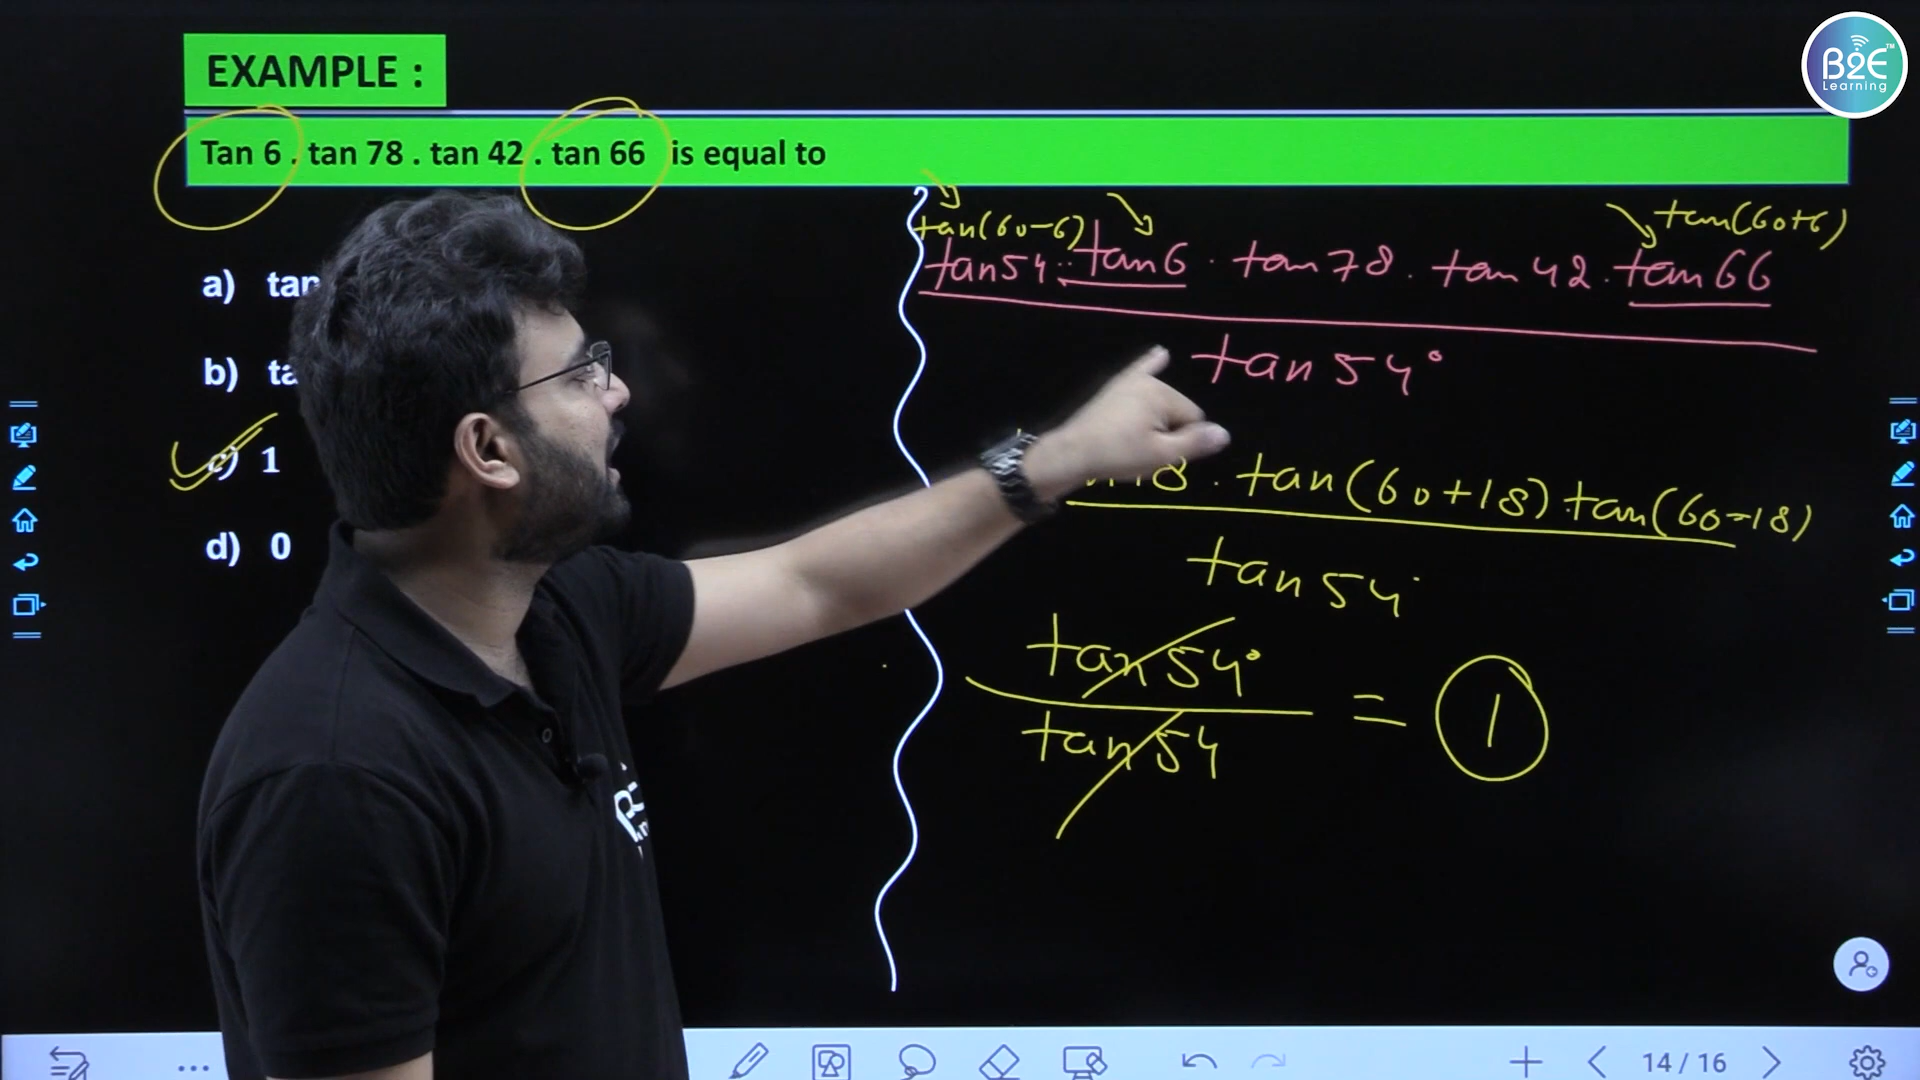 B2E™
Learning
EXAMPLE :
Tan 6 . tan 78 . tan 42 . tan 66 is equal to
a) tan
b) ta
c) 1
d) 0
tan(60-6)
tan(60+6)
tan54 . tan6 . tan78 . tan42 . tan66
tan54°
18 . tan(60+18) . tan(60-18)
tan54
tan54°
tan54
= 1
14 / 16